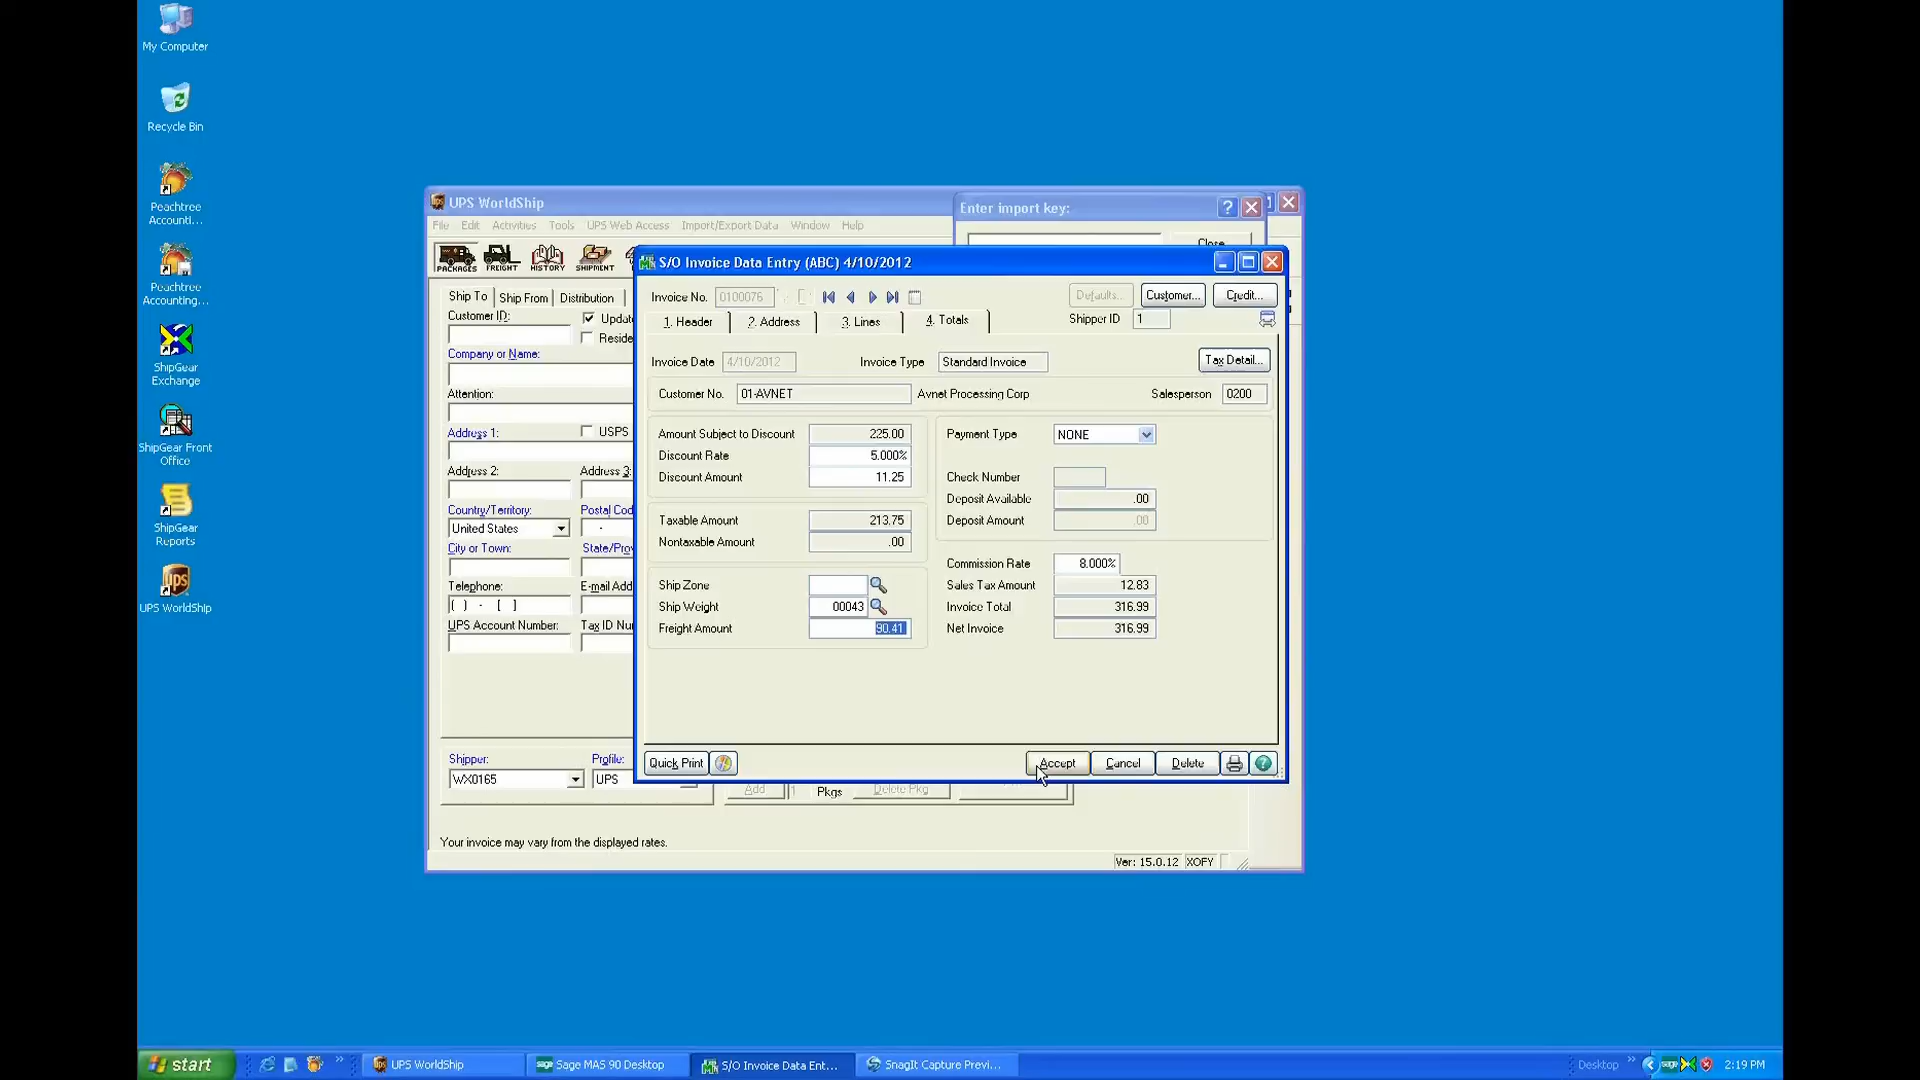 My Computer
Recycle Bin
Peachtree
Accounti...
Peachtree
Accounting...
ShipGear
Exchange
ShipGear Front
Office
ShipGear
Reports
UPS WorldShip
UPS WorldShip
File Edit Activities Tools UPS Web Access Import/Export Data Window Help
Enter import key:
Close
PACKAGES FREIGHT HISTORY SHIPMENT
Ship To Ship From Distribution
Customer ID:
Updat
Reside
Company or Name:
Attention:
Address 1:
USPS
Address 2: Address 3:
Country/Territory: Postal Cod
United States
City or Town: State/Pro
Telephone: E-mail Add
( ) - [ ]
UPS Account Number: Tax ID Nu
Shipper: Profile:
WX0165 UPS
Add 1 Pkgs Delete Pkg
Your invoice may vary from the displayed rates.
Ver: 15.0.12 XOFY
S/O Invoice Data Entry (ABC) 4/10/2012
Invoice No. 0100076
Defaults... Customer... Credit...
1. Header 2. Address 3. Lines 4. Totals
Shipper ID 1
Invoice Date 4/10/2012 Invoice Type Standard Invoice Tax Detail...
Customer No. 01-AVNET Avnet Processing Corp Salesperson 0200
Amount Subject to Discount 225.00
Discount Rate 5.000%
Discount Amount 11.25
Taxable Amount 213.75
Nontaxable Amount .00
Ship Zone
Ship Weight 00043
Freight Amount 90.41
Payment Type NONE
Check Number
Deposit Available .00
Deposit Amount .00
Commission Rate 8.000%
Sales Tax Amount 12.83
Invoice Total 316.99
Net Invoice 316.99
Quick Print Accept Cancel Delete
start
UPS WorldShip
Sage MAS 90 Desktop
S/O Invoice Data Ent...
SnagIt Capture Previ...
Desktop
2:19 PM